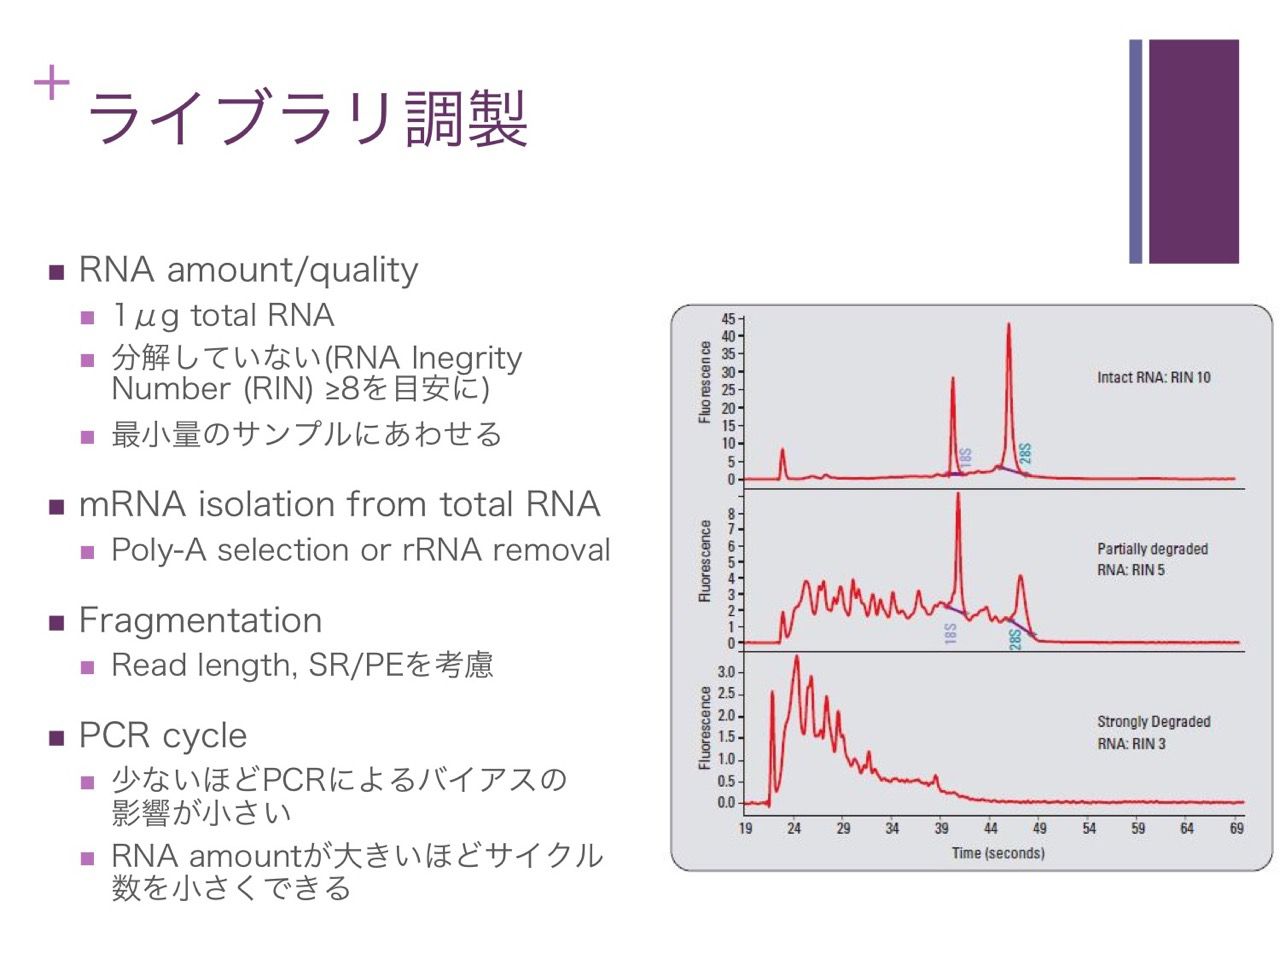 +
ライブラリ調製
■ RNA amount/quality
■ 1μg total RNA
■ 分解していない(RNA Inegrity
Number (RIN) ≥8を目安に)
■ 最小量のサンプルにあわせる
■ mRNA isolation from total RNA
■ Poly-A selection or rRNA removal
■ Fragmentation
■ Read length, SR/PEを考慮
■ PCR cycle
■ 少ないほどPCRによるバイアスの
影響が小さい
■ RNA amountが大きいほどサイクル
数を小さくできる
Fluorescence
45
40
35
30
25
20
15
10
5
0
18S
28S
Intact RNA: RIN 10
Fluorescence
8
7
6
5
4
3
2
1
0
18S
28S
Partially degraded
RNA: RIN 5
Fluorescence
3.0
2.5
2.0
1.5
1.0
0.5
0.0
Strongly Degraded
RNA: RIN 3
19 24 29 34 39 44 49 54 59 64 69
Time (seconds)